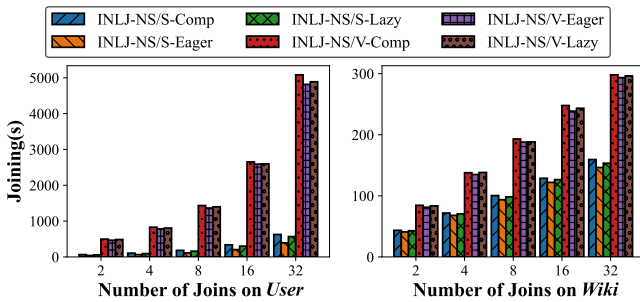 INLJ-NS/S-Comp INLJ-NS/S-Lazy INLJ-NS/V-Eager
INLJ-NS/S-Eager INLJ-NS/V-Comp INLJ-NS/V-Lazy
Joining(s)
5000
4000
3000
2000
1000
0
2 4 8 16 32
Number of Joins on User
300
200
100
0
2 4 8 16 32
Number of Joins on Wiki